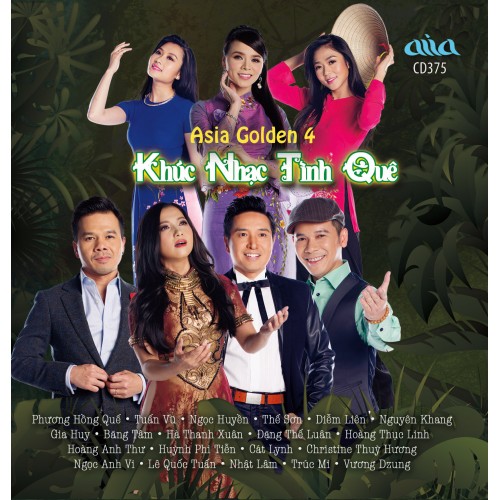 asia
CD375
Asia Golden 4
Khúc Nhạc Tình Quê
Phương Hồng Quế • Tuấn Vũ • Ngọc Huyền • Thế Sơn • Diễm Liên • Nguyên Khang
Gia Huy • Băng Tâm • Hà Thanh Xuân • Đặng Thế Luân • Hoàng Thục Linh
Hoàng Anh Thư • Huỳnh Phi Tiễn • Cát Lynh • Christine Thuỷ Hương
Ngọc Anh Vi • Lê Quốc Tuấn • Nhật Lâm • Trúc Mi • Vương Dzung